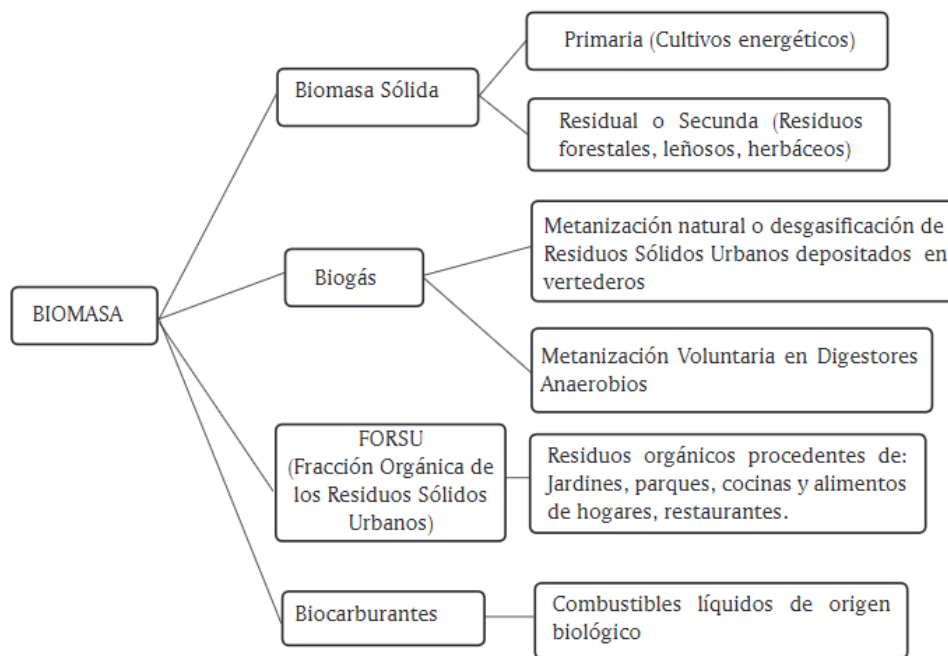 BIOMASA
Biomasa Sólida
Primaria (Cultivos energéticos)
Residual o Secunda (Residuos
forestales, leñosos, herbáceos)
Biogás
Metanización natural o desgasificación de
Residuos Sólidos Urbanos depositados en
vertederos
Metanización Voluntaria en Digestores
Anaerobios
FORSU
(Fracción Orgánica de
los Residuos Sólidos
Urbanos)
Residuos orgánicos procedentes de:
Jardines, parques, cocinas y alimentos
de hogares, restaurantes.
Biocarburantes
Combustibles líquidos de origen
biológico